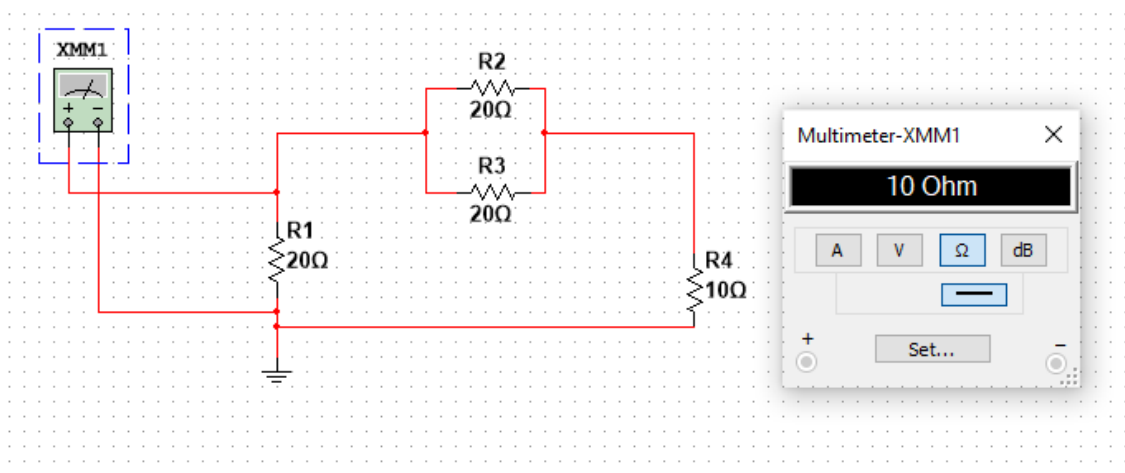 XMM1
+ −
R2
20Ω
R3
20Ω
R1
20Ω
R4
10Ω
Multimeter-XMM1 ×
10 Ohm
A V Ω dB
+ −
Set...